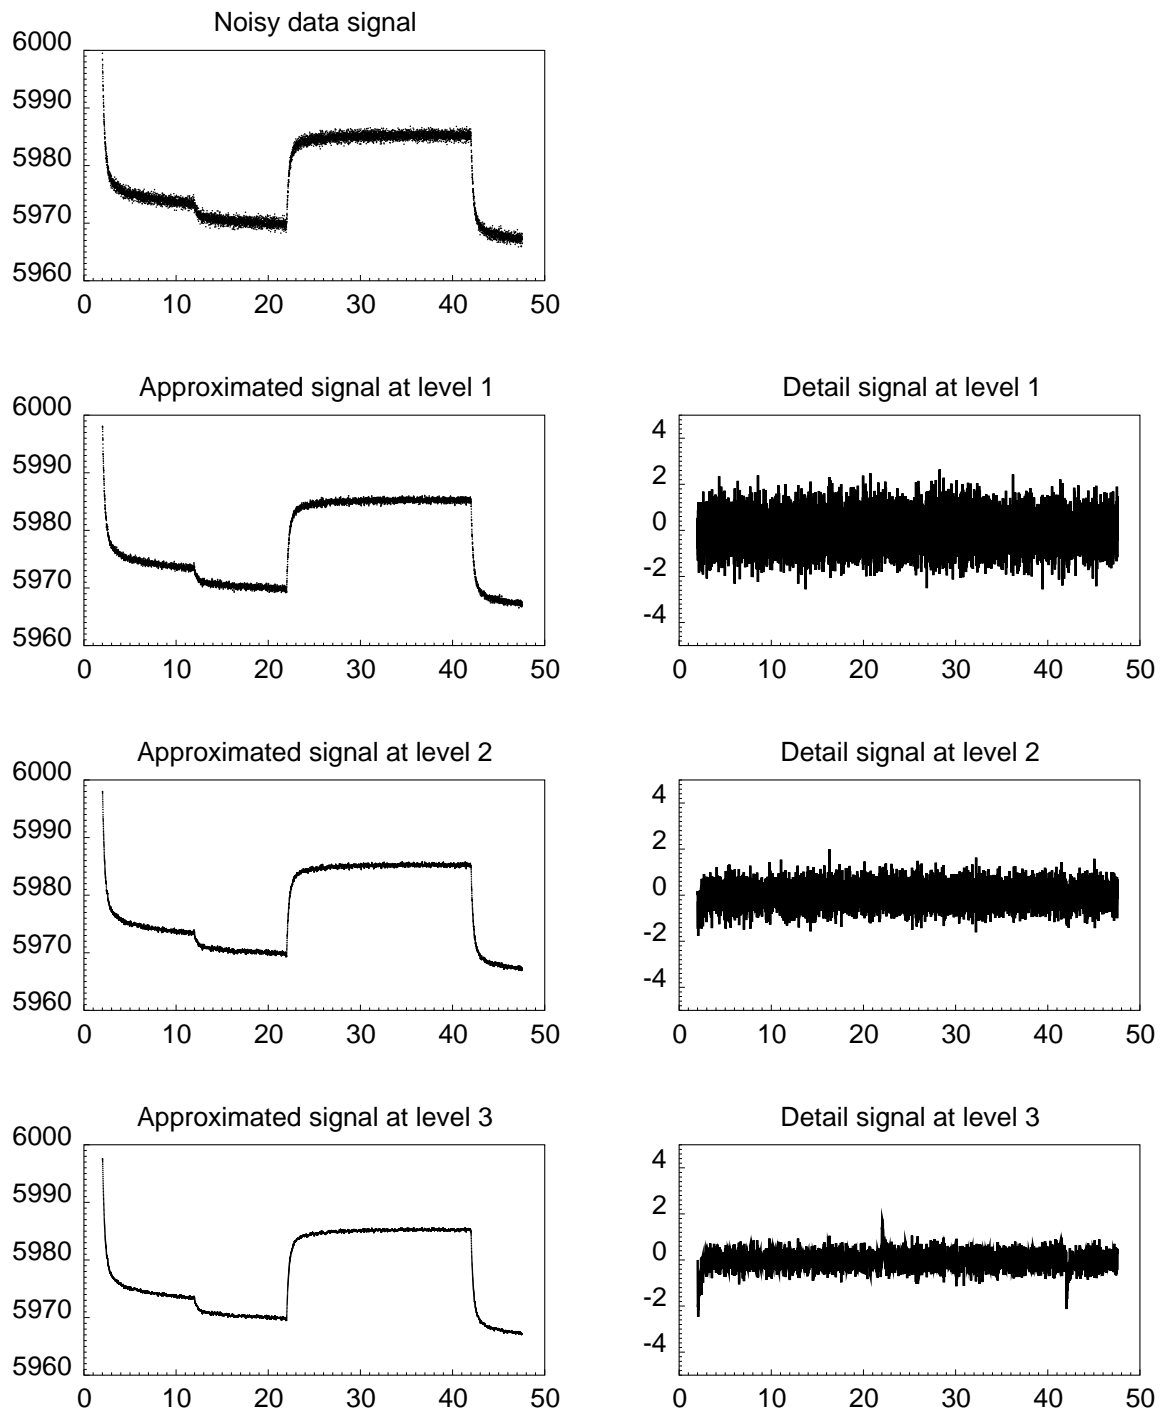 Noisy data signal
6000
5990
5980
5970
5960
0 10 20 30 40 50
Approximated signal at level 1
6000
5990
5980
5970
5960
0 10 20 30 40 50
Detail signal at level 1
4
2
0
-2
-4
0 10 20 30 40 50
Approximated signal at level 2
6000
5990
5980
5970
5960
0 10 20 30 40 50
Detail signal at level 2
4
2
0
-2
-4
0 10 20 30 40 50
Approximated signal at level 3
6000
5990
5980
5970
5960
0 10 20 30 40 50
Detail signal at level 3
4
2
0
-2
-4
0 10 20 30 40 50